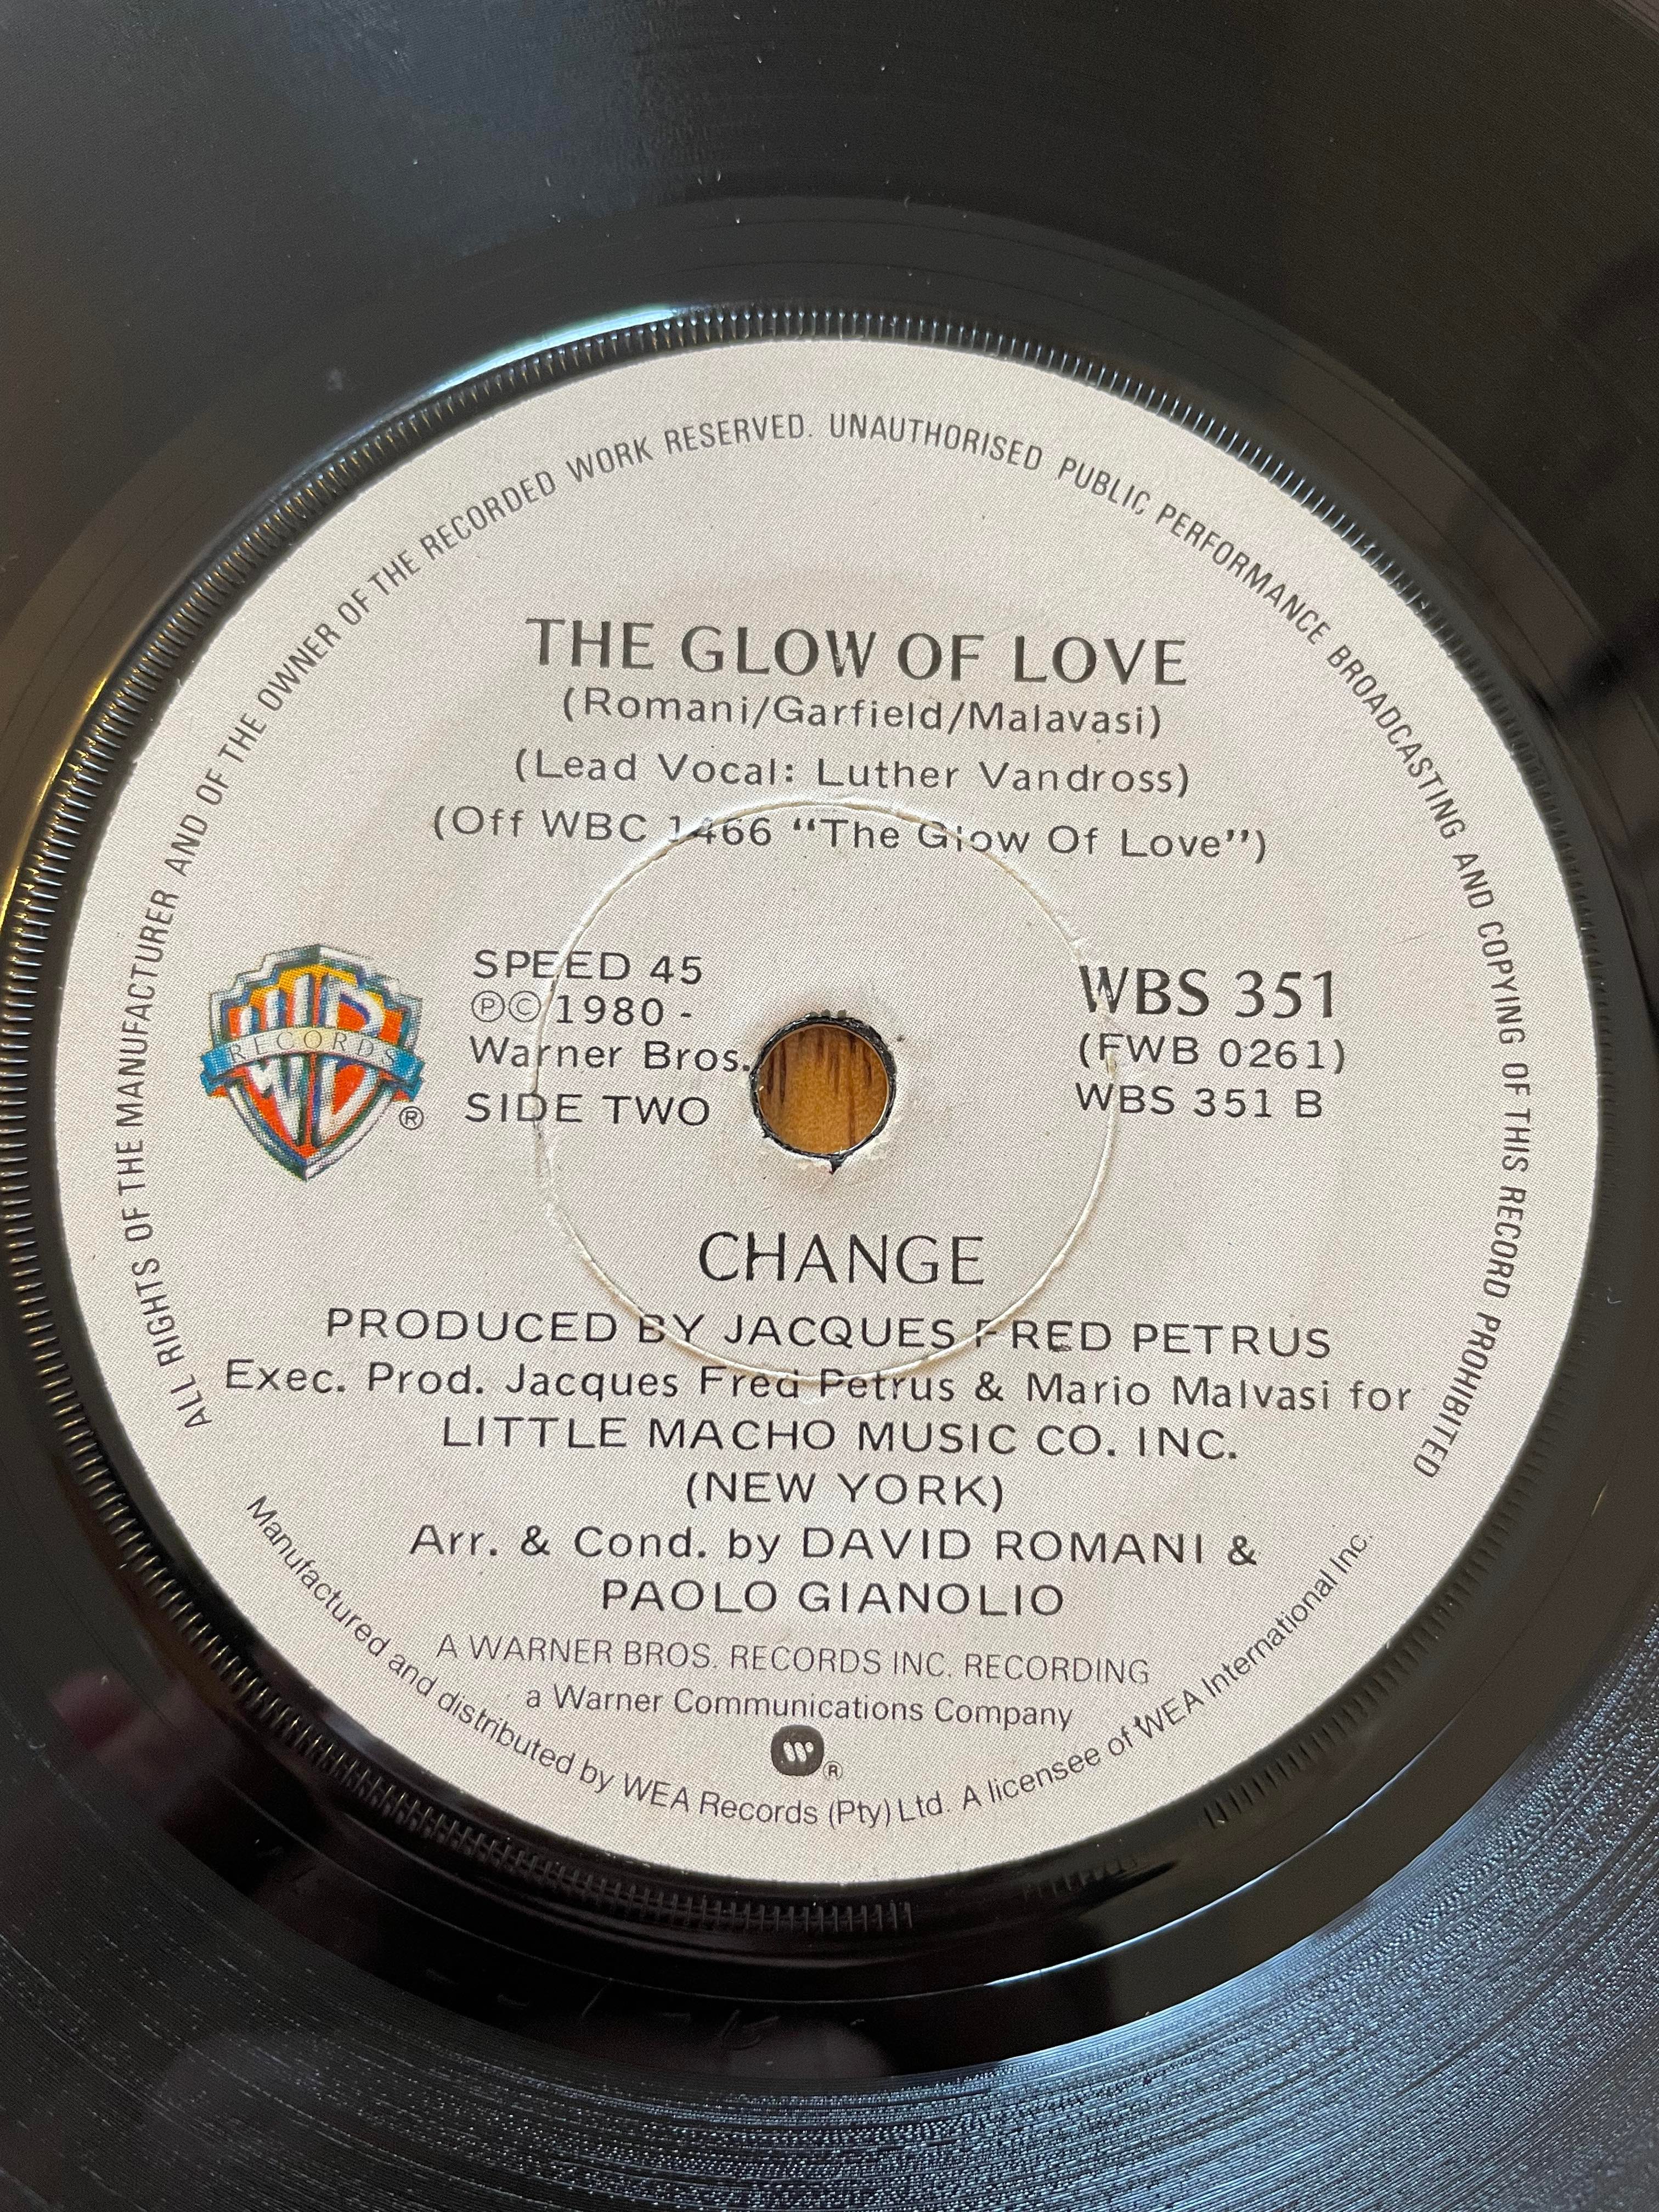 ALL RIGHTS OF THE MANUFACTURER AND OF THE OWNER OF THE RECORDED WORK RESERVED. UNAUTHORISED PUBLIC PERFORMANCE BROADCASTING AND COPYING OF THIS RECORD PROHIBITED
THE GLOW OF LOVE
(Romani/Garfield/Malavasi)
(Lead Vocal: Luther Vandross)
(Off WBC 1466 “The Glow Of Love”)
WB RECORDS ®
SPEED 45
ⓅⒸ 1980 -
Warner Bros.
SIDE TWO
WBS 351
(FWB 0261)
WBS 351 B
CHANGE
PRODUCED BY JACQUES FRED PETRUS
Exec. Prod. Jacques Fred Petrus & Mario Malvasi for
LITTLE MACHO MUSIC CO. INC.
(NEW YORK)
Arr. & Cond. by DAVID ROMANI &
PAOLO GIANOLIO
A WARNER BROS. RECORDS INC. RECORDING
a Warner Communications Company
®
Manufactured and distributed by WEA Records (Pty) Ltd. A licensee of WEA International Inc.